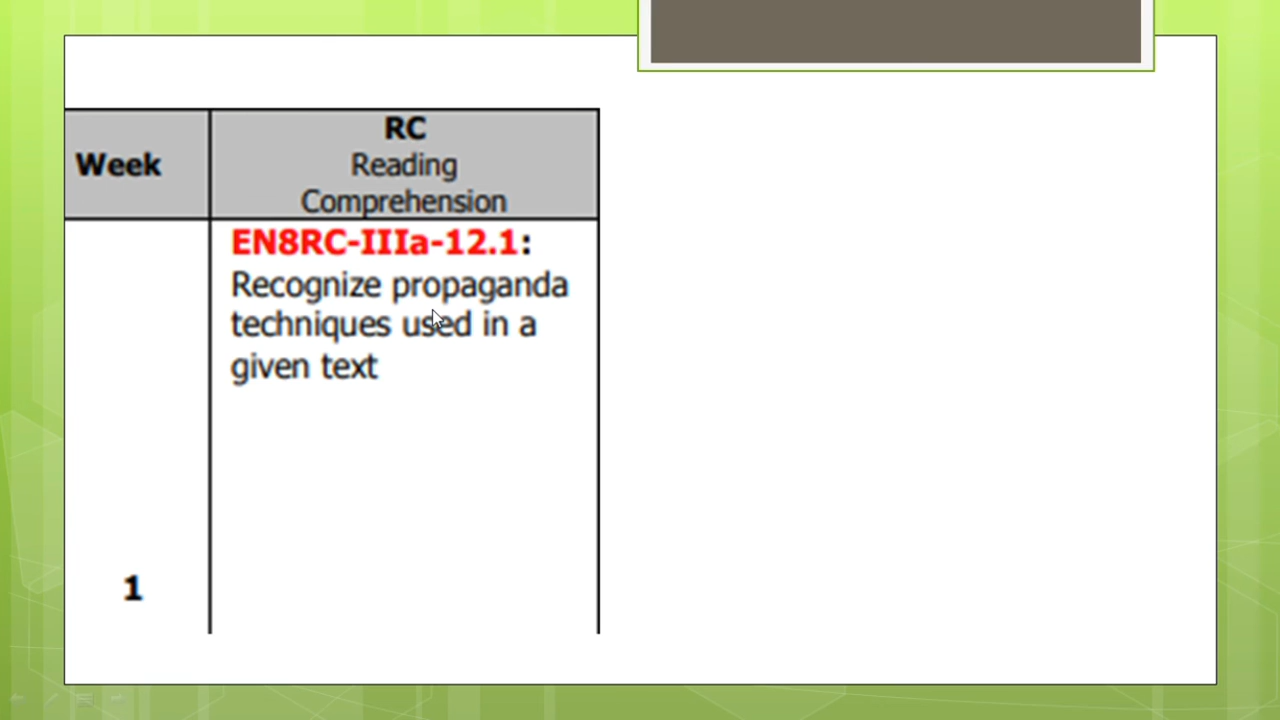 Week
RC
Reading
Comprehension
EN8RC-IIIa-12.1:
Recognize propaganda
techniques used in a
given text
1